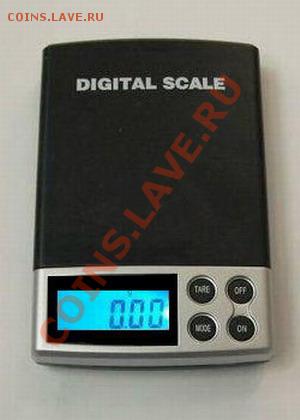 COINS.LAVE.RU
DIGITAL SCALE
COINS.LAVE.RU
0.00
TARE OFF
MODE ON